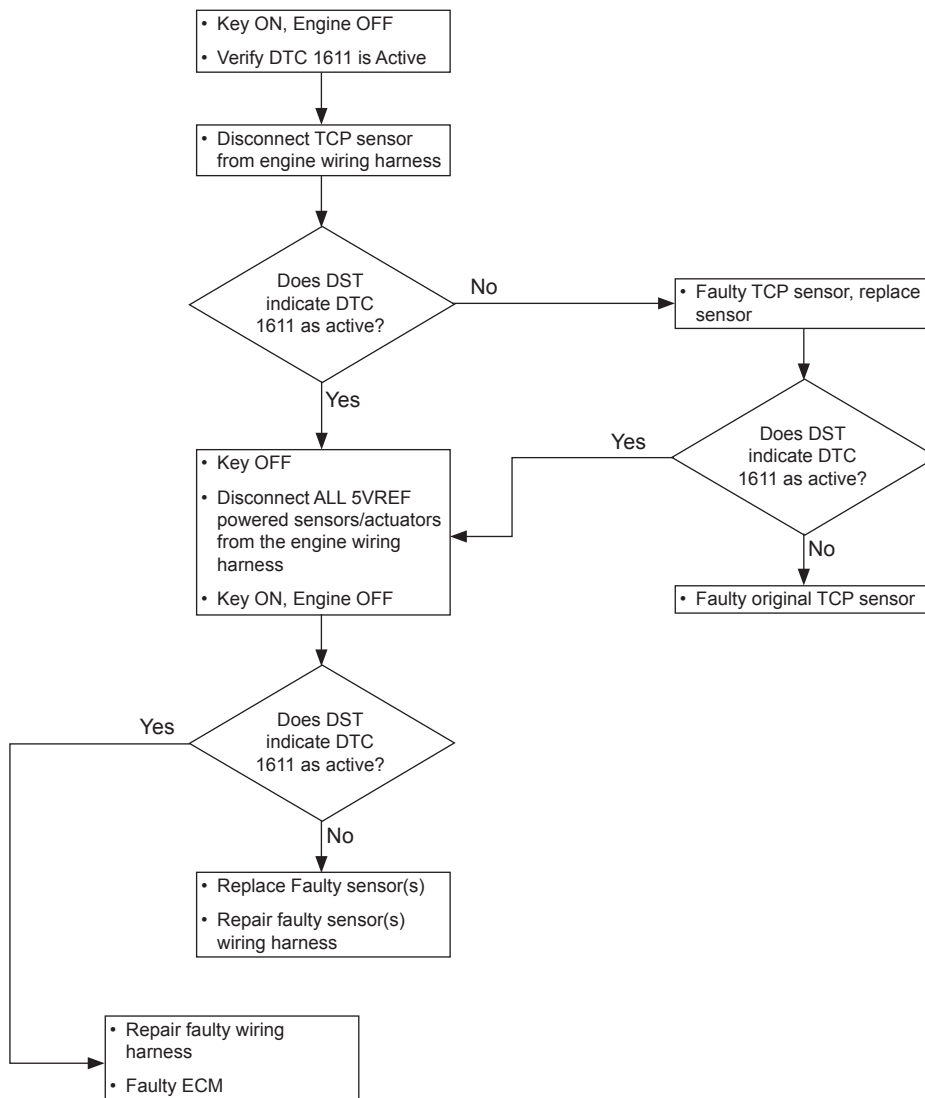 • Key ON, Engine OFF
• Verify DTC 1611 is Active
• Disconnect TCP sensor
from engine wiring harness
Does DST
indicate DTC
1611 as active?
No
• Faulty TCP sensor, replace
sensor
Yes
Does DST
indicate DTC
1611 as active?
Yes
No
• Faulty original TCP sensor
• Key OFF
• Disconnect ALL 5VREF
powered sensors/actuators
from the engine wiring
harness
• Key ON, Engine OFF
Does DST
indicate DTC
1611 as active?
Yes
No
• Replace Faulty sensor(s)
• Repair faulty sensor(s)
wiring harness
• Repair faulty wiring
harness
• Faulty ECM